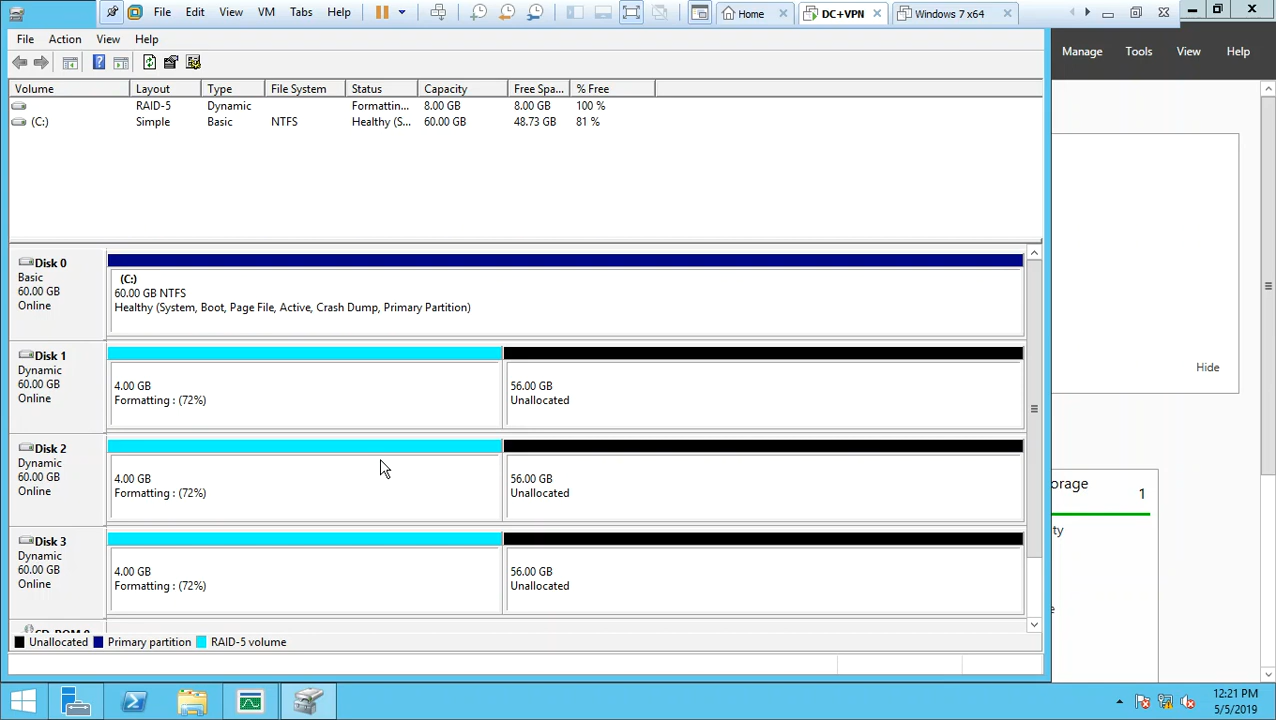 File Edit View VM Tabs Help Home DC+VPN Windows 7 x64
File Action View Help
Manage Tools View Help
Volume Layout Type File System Status Capacity Free Spa... % Free
RAID-5 Dynamic Formattin... 8.00 GB 8.00 GB 100 %
(C:) Simple Basic NTFS Healthy (S... 60.00 GB 48.73 GB 81 %
Disk 0
Basic
60.00 GB
Online
(C:)
60.00 GB NTFS
Healthy (System, Boot, Page File, Active, Crash Dump, Primary Partition)
Disk 1
Dynamic
60.00 GB
Online
4.00 GB
Formatting : (72%)
56.00 GB
Unallocated
Hide
Disk 2
Dynamic
60.00 GB
Online
4.00 GB
Formatting : (72%)
56.00 GB
Unallocated
orage 1
ty
Disk 3
Dynamic
60.00 GB
Online
4.00 GB
Formatting : (72%)
56.00 GB
Unallocated
CD-ROM 0
Unallocated Primary partition RAID-5 volume
12:21 PM
5/5/2019